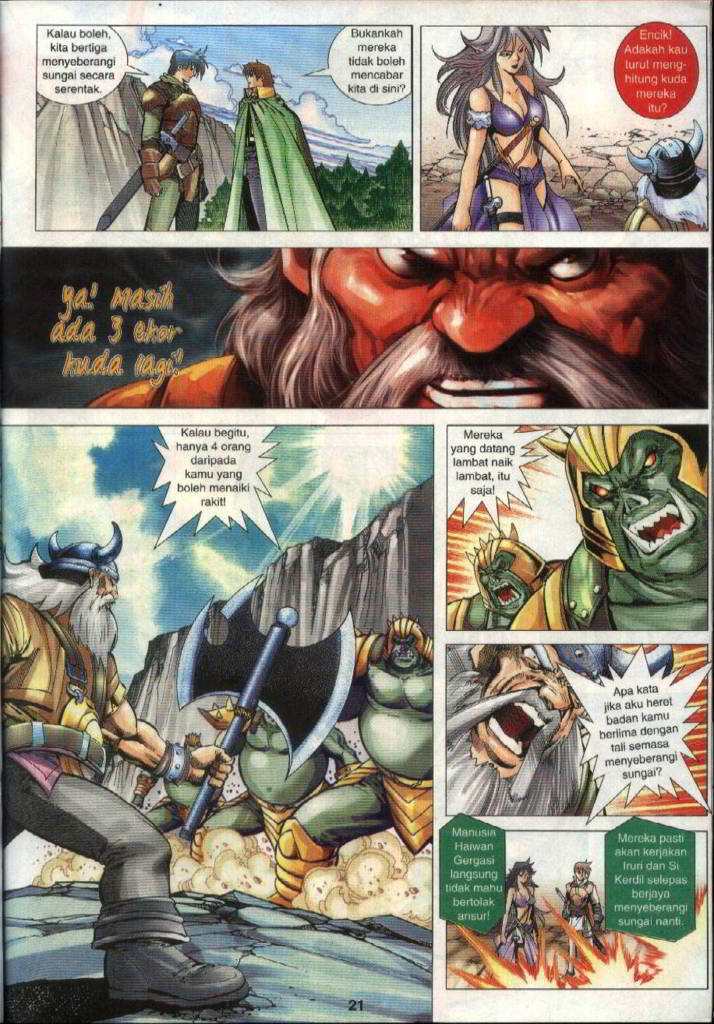 Kalau boleh,
kita bertiga
menyeberangi
sungai secara
serentak.
Bukankah
mereka
tidak boleh
mencabar
kita di sini?
Encik!
Adakah kau
turut meng-
hitung kuda
mereka
itu?
Ya! masih
ada 3 ekor
kuda lagi!
Kalau begitu,
hanya 4 orang
daripada
kamu yang
boleh menaiki
rakit!
Mereka
yang datang
lambat naik
lambat, itu
saja!
Apa kata
jika aku heret
badan kamu
berlima dengan
tali semasa
menyeberangi
sungai?
Manusia
Haiwan
Gergasi
langsung
tidak mahu
bertolak
ansur!
Mereka pasti
akan kerjakan
Iruri dan Si
Kerdil selepas
berjaya
menyeberangi
sungai nanti.
21